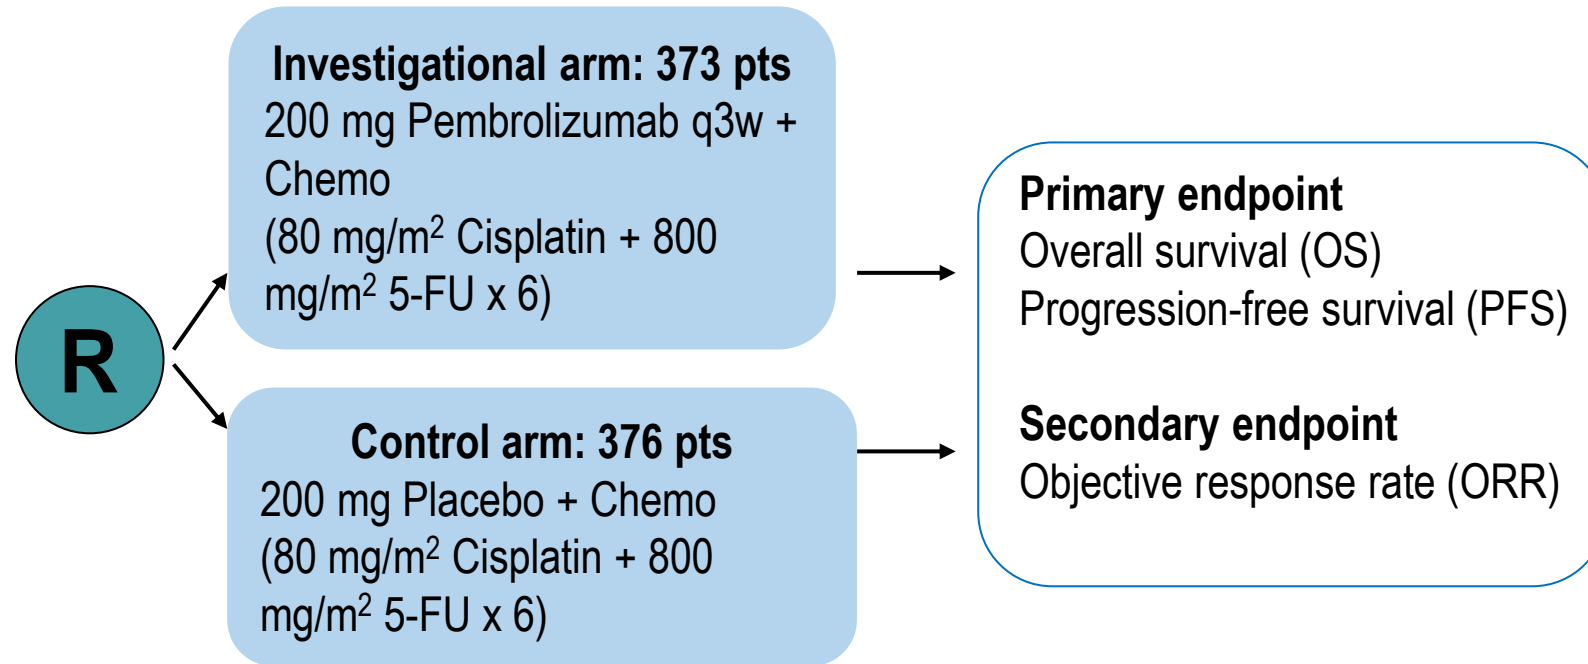 R
Investigational arm: 373 pts
200 mg Pembrolizumab q3w +
Chemo
(80 mg/m² Cisplatin + 800
mg/m² 5-FU x 6)
Control arm: 376 pts
200 mg Placebo + Chemo
(80 mg/m² Cisplatin + 800
mg/m² 5-FU x 6)
Primary endpoint
Overall survival (OS)
Progression-free survival (PFS)
Secondary endpoint
Objective response rate (ORR)